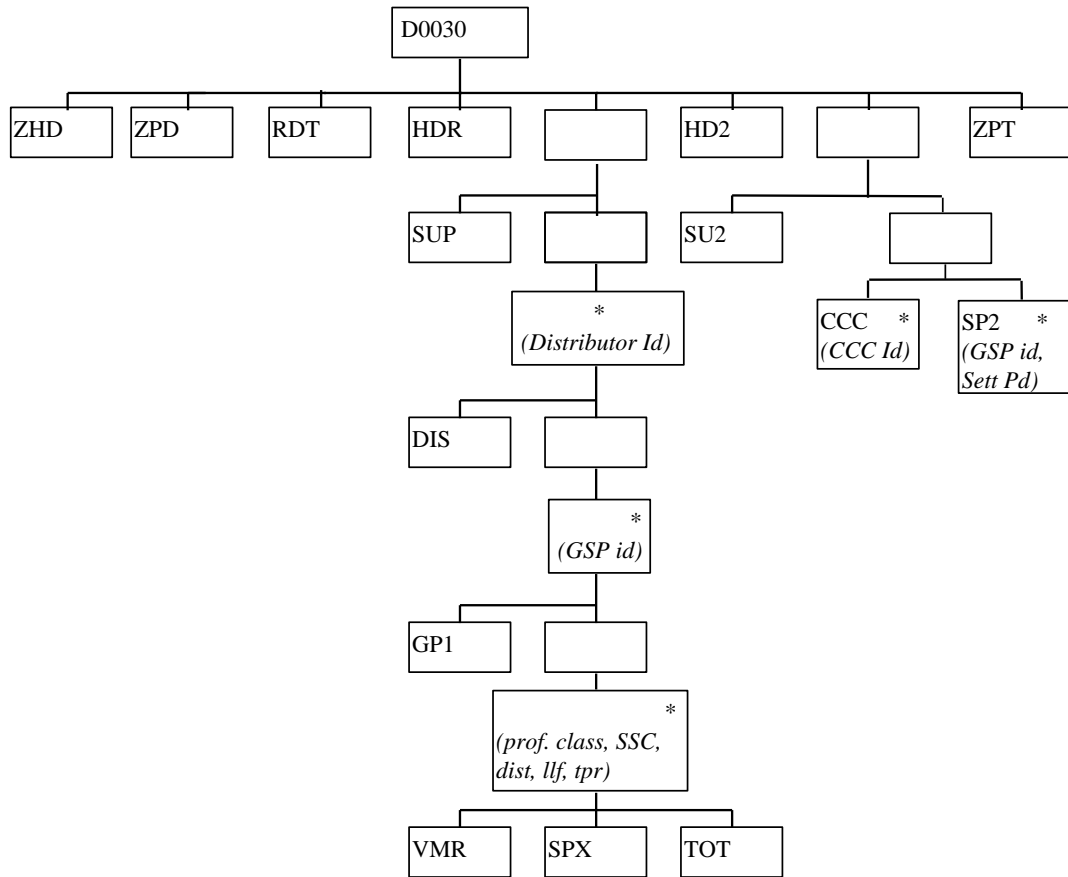 D0030
ZHD
ZPD
RDT
HDR
HD2
ZPT
SUP
SU2
*
(Distributor Id)
CCC *
(CCC Id)
SP2 *
(GSP id,
Sett Pd)
DIS
*
(GSP id)
GP1
*
(prof. class, SSC,
dist, llf, tpr)
VMR
SPX
TOT